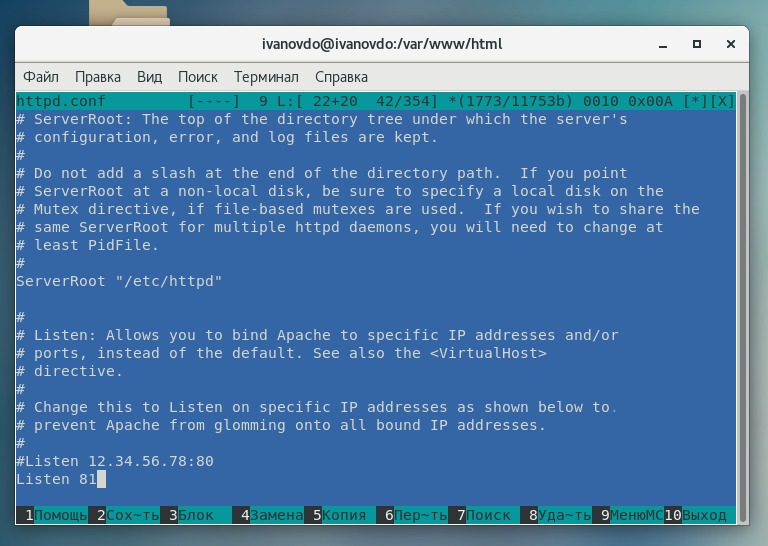 ivanovdo@ivanovdo:/var/www/html
Файл Правка Вид Поиск Терминал Справка
httpd.conf [----] 9 L:[ 22+20 42/354] *(1773/11753b) 0010 0x00A [*][X]
# ServerRoot: The top of the directory tree under which the server's
# configuration, error, and log files are kept.
#
# Do not add a slash at the end of the directory path.  If you point
# ServerRoot at a non-local disk, be sure to specify a local disk on the
# Mutex directive, if file-based mutexes are used.  If you wish to share the
# same ServerRoot for multiple httpd daemons, you will need to change at
# least PidFile.
#
ServerRoot "/etc/httpd"
#
# Listen: Allows you to bind Apache to specific IP addresses and/or
# ports, instead of the default. See also the <VirtualHost>
# directive.
#
# Change this to Listen on specific IP addresses as shown below to.
# prevent Apache from glomming onto all bound IP addresses.
#
#Listen 12.34.56.78:80
Listen 81
1Помощь 2Сох~ть 3Блок 4Замена 5Копия 6Пер~ть 7Поиск 8Уда~ть 9МенюMC 10Выход